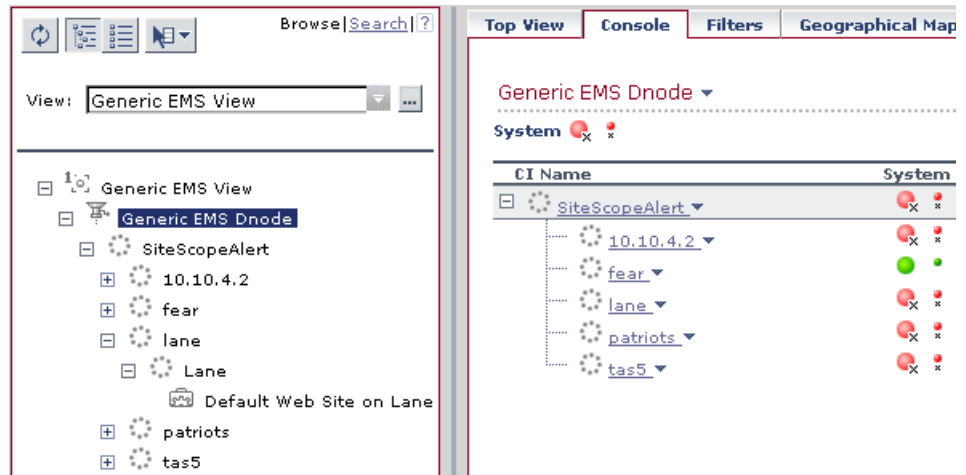 Browse|Search|?
View: Generic EMS View ...
1 Generic EMS View
Generic EMS Dnode
SiteScopeAlert
10.10.4.2
fear
lane
Lane
Default Web Site on Lane
patriots
tas5
Top View Console Filters Geographical Map
Generic EMS Dnode
System
CI Name System
SiteScopeAlert
10.10.4.2
fear
lane
patriots
tas5